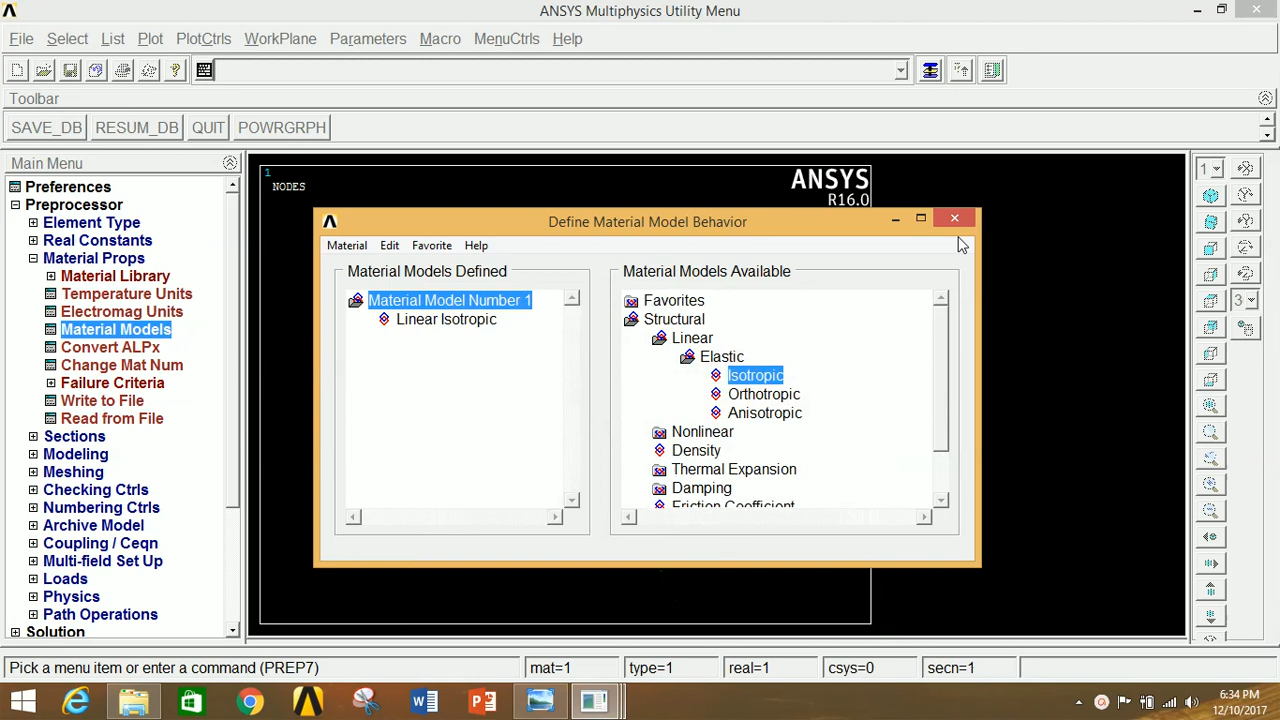 ANSYS Multiphysics Utility Menu
File Select List Plot PlotCtrls WorkPlane Parameters Macro MenuCtrls Help
Toolbar
SAVE_DB RESUM_DB QUIT POWRGRPH
Main Menu
Preferences
Preprocessor
Element Type
Real Constants
Material Props
Material Library
Temperature Units
Electromag Units
Material Models
Convert ALPx
Change Mat Num
Failure Criteria
Write to File
Read from File
Sections
Modeling
Meshing
Checking Ctrls
Numbering Ctrls
Archive Model
Coupling / Ceqn
Multi-field Set Up
Loads
Physics
Path Operations
Solution
1
NODES
ANSYS
R16.0
Define Material Model Behavior
Material Edit Favorite Help
Material Models Defined
Material Model Number 1
Linear Isotropic
Material Models Available
Favorites
Structural
Linear
Elastic
Isotropic
Orthotropic
Anisotropic
Nonlinear
Density
Thermal Expansion
Damping
Friction Coefficient
1
3
Pick a menu item or enter a command (PREP7) mat=1 type=1 real=1 csys=0 secn=1
6:34 PM
12/10/2017